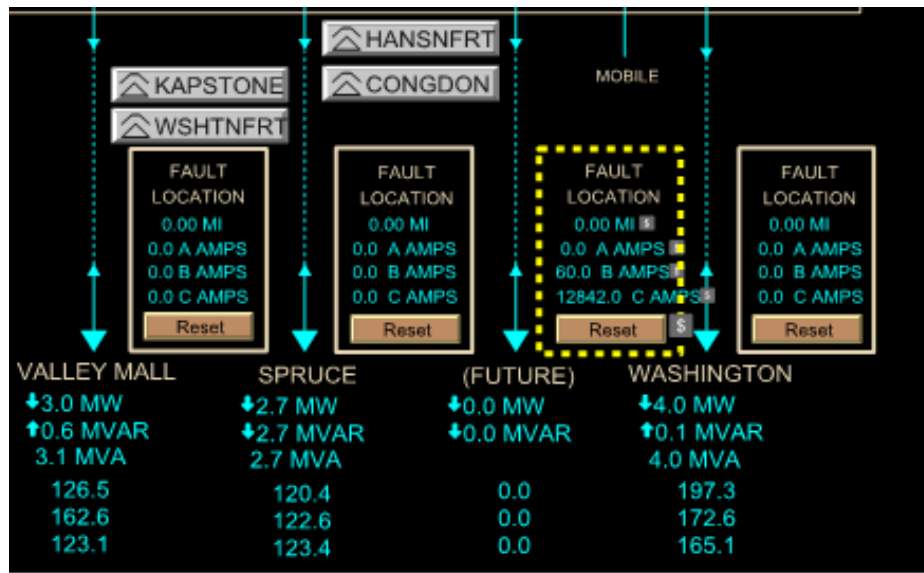 HANSNFRT
CONGDON
MOBILE
KAPSTONE
WSHTNFRT
FAULT
LOCATION
0.00 MI
0.0 A AMPS
0.0 B AMPS
0.0 C AMPS
Reset
FAULT
LOCATION
0.00 MI
0.0 A AMPS
0.0 B AMPS
0.0 C AMPS
Reset
FAULT
LOCATION
0.00 MI S
0.0 A AMPS S
60.0 B AMPS S
12842.0 C AMPS S
Reset S
FAULT
LOCATION
0.00 MI
0.0 A AMPS
0.0 B AMPS
0.0 C AMPS
Reset
VALLEY MALL
3.0 MW
0.6 MVAR
3.1 MVA
126.5
162.6
123.1
SPRUCE
2.7 MW
2.7 MVAR
2.7 MVA
120.4
122.6
123.4
(FUTURE)
0.0 MW
0.0 MVAR
0.0
0.0
0.0
WASHINGTON
4.0 MW
0.1 MVAR
4.0 MVA
197.3
172.6
165.1